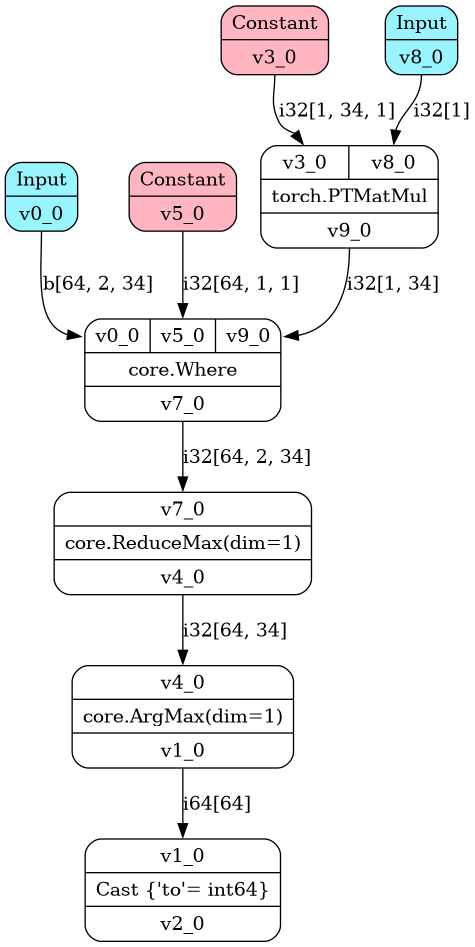 Constant
v3_0
Input
v8_0
i32[1, 34, 1]
i32[1]
v3_0
v8_0
torch.PTMatMul
v9_0
Input
v0_0
Constant
v5_0
b[64, 2, 34]
i32[64, 1, 1]
i32[1, 34]
v0_0
v5_0
v9_0
core.Where
v7_0
i32[64, 2, 34]
v7_0
core.ReduceMax(dim=1)
v4_0
i32[64, 34]
v4_0
core.ArgMax(dim=1)
v1_0
i64[64]
v1_0
Cast {'to'= int64}
v2_0